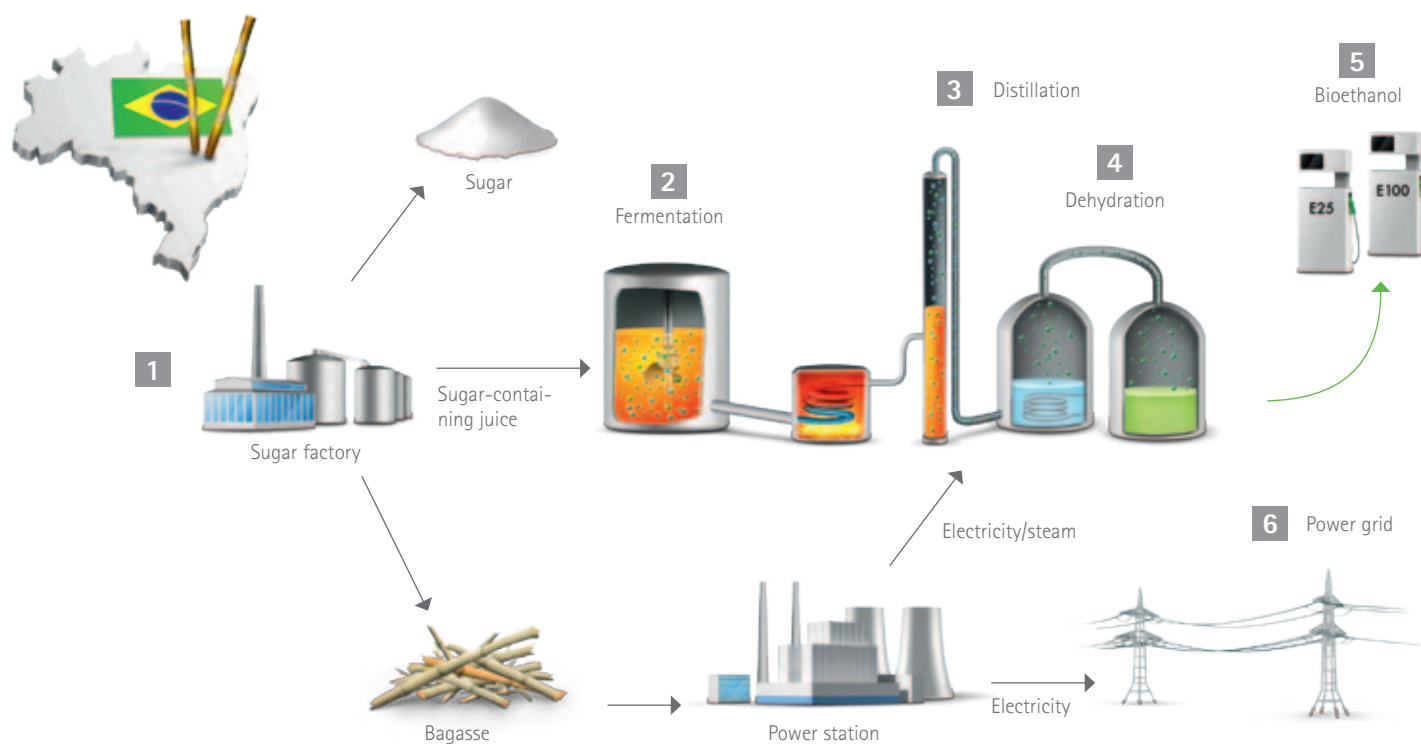 5
Bioethanol
3 Distillation
E100
E25
4
Dehydration
Sugar
2
Fermentation
1
Sugar-contai-
ning juice
Sugar factory
Electricity/steam
6 Power grid
Bagasse
Power station
Electricity